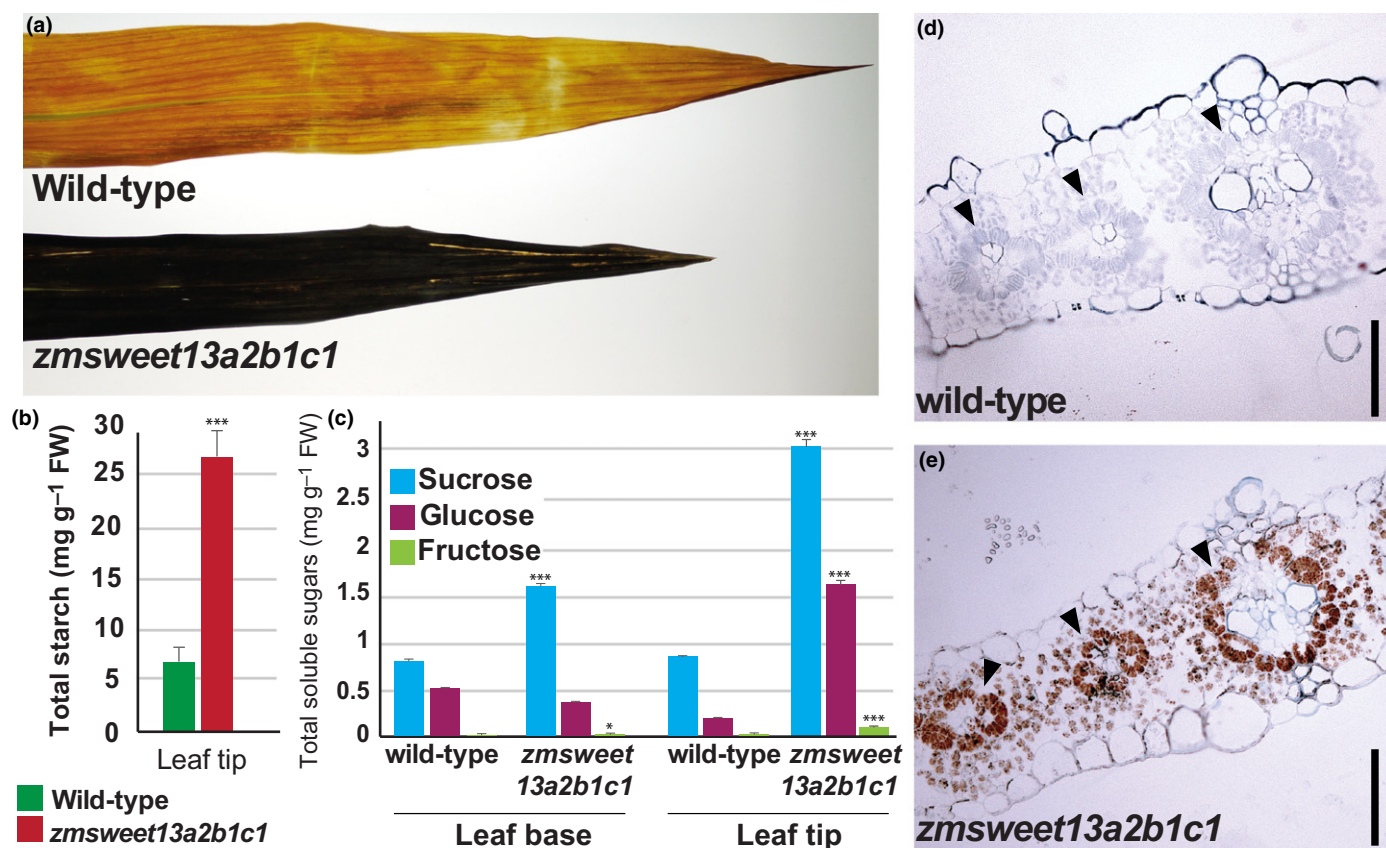 (a)
Wild-type
zmsweet13a2b1c1
(b)
Total starch (mg g⁻¹ FW)
30
25
20
15
10
5
0
***
Leaf tip
Wild-type
zmsweet13a2b1c1
(c)
Total soluble sugars (mg g⁻¹ FW)
3
2.5
2
1.5
1
0.5
0
Sucrose
Glucose
Fructose
***
*
***
***
***
wild-type
zmsweet
13a2b1c1
wild-type
zmsweet
13a2b1c1
Leaf base
Leaf tip
(d)
wild-type
(e)
zmsweet13a2b1c1